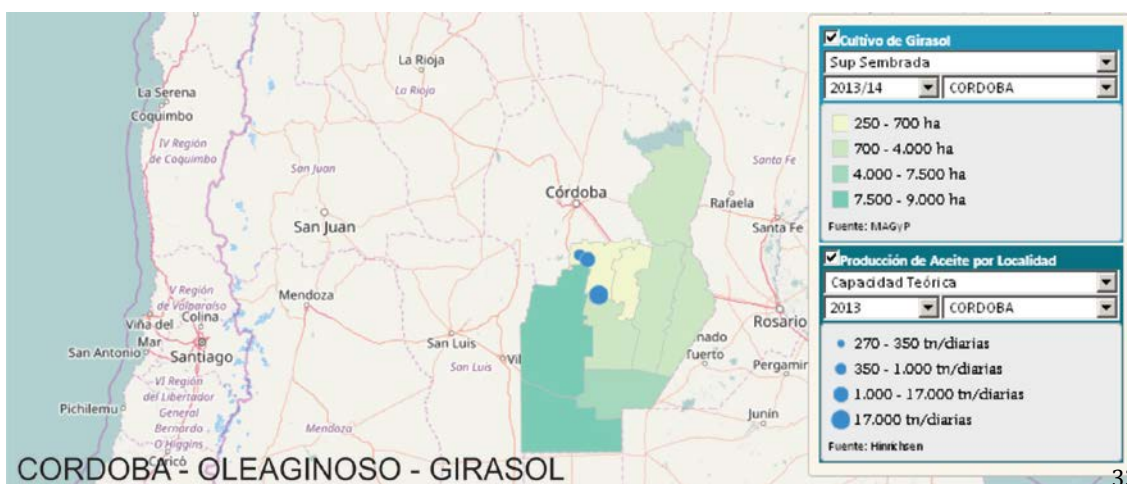 La Rioja
La Rioja
La Serena
Coquimbo
IV Región
de Coquimbo
San Juan
Santa Fe
Córdoba
Rafaela
San Juan
Santa Fe
V Región
de Valparaíso
Mendoza
Viña del
Mar
Colina
Rosario
San Antonio
Santiago
San Luis
Vil
nado
Tuerto
San Luis
Pergamir
VI Región
del Libertador
General
Bernardo
O'Higgins
Pichilemu
Mendoza
Junín
Curicó
CORDOBA - OLEAGINOSO - GIRASOL
Cultivo de Girasol
Sup Sembrada
2013/14 CORDOBA
250 - 700 ha
700 - 4.000 ha
4.000 - 7.500 ha
7.500 - 9.000 ha
Fuente: MAGyP
Producción de Aceite por Localidad
Capacidad Teórica
2013 CORDOBA
270 - 350 tn/diarias
350 - 1.000 tn/diarias
1.000 - 17.000 tn/diarias
17.000 tn/diarias
Fuente: Hinrichsen